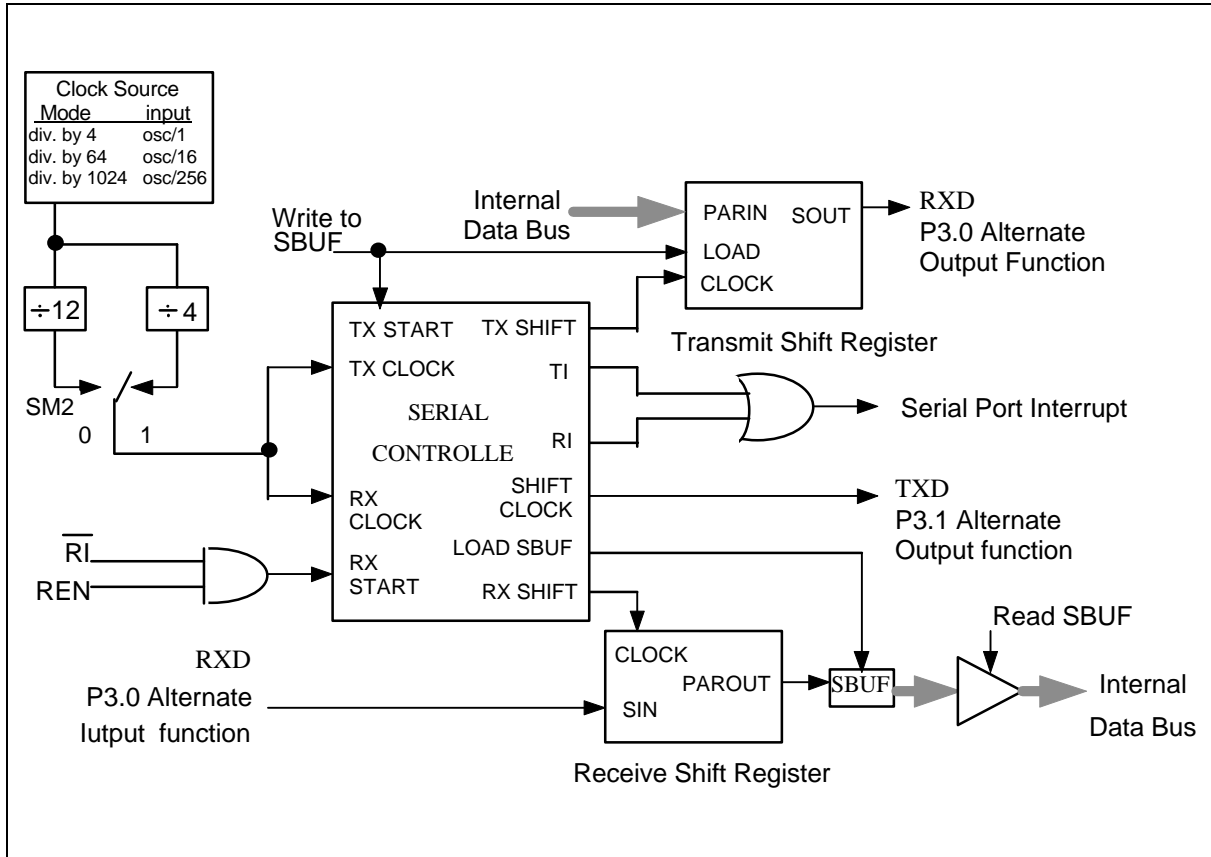 Clock Source
Mode input
div. by 4 osc/1
div. by 64 osc/16
div. by 1024 osc/256
÷12
÷4
SM2
0 1
Write to
SBUF
Internal
Data Bus
PARIN SOUT
LOAD
CLOCK
Transmit Shift Register
RXD
P3.0 Alternate
Output Function
TX START TX SHIFT
TX CLOCK TI
SERIAL
CONTROLLE
RI
RX
CLOCK
SHIFT
CLOCK
LOAD SBUF
RX
START
RX SHIFT
Serial Port Interrupt
TXD
P3.1 Alternate
Output function
R̅I̅
REN
RXD
P3.0 Alternate
Iutput function
CLOCK
PAROUT
SIN
Receive Shift Register
SBUF
Read SBUF
Internal
Data Bus